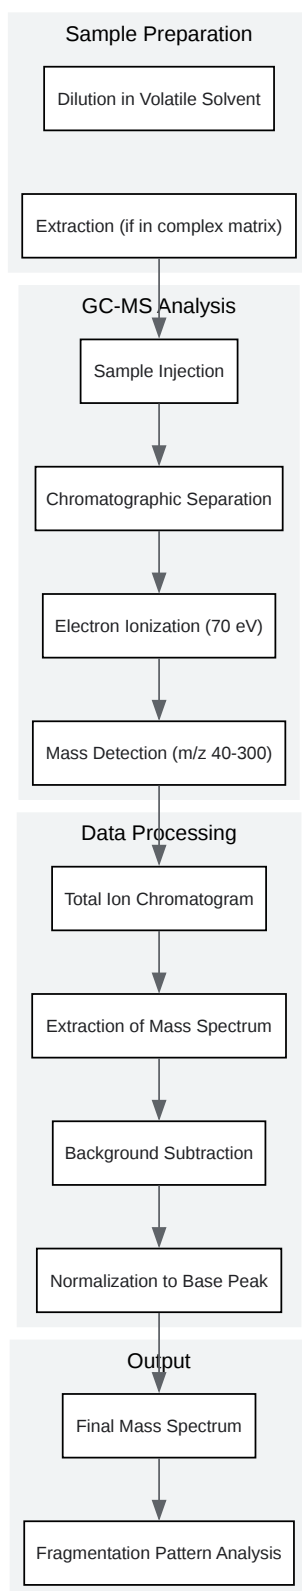 Sample Preparation
Dilution in Volatile Solvent
Extraction (if in complex matrix)
GC-MS Analysis
Sample Injection
Chromatographic Separation
Electron Ionization (70 eV)
Mass Detection (m/z 40-300)
Data Processing
Total Ion Chromatogram
Extraction of Mass Spectrum
Background Subtraction
Normalization to Base Peak
Output
Final Mass Spectrum
Fragmentation Pattern Analysis